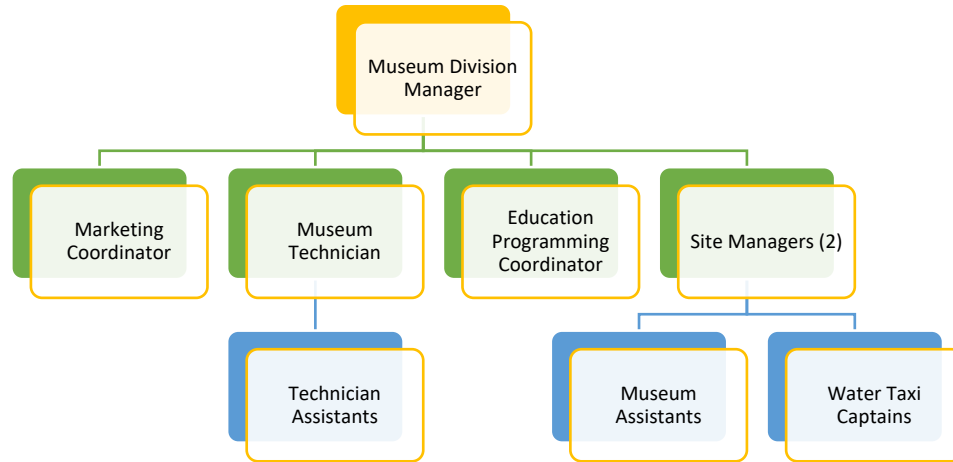 Museum Division
Manager
Marketing
Coordinator
Museum
Technician
Education
Programming
Coordinator
Site Managers (2)
Technician
Assistants
Museum
Assistants
Water Taxi
Captains